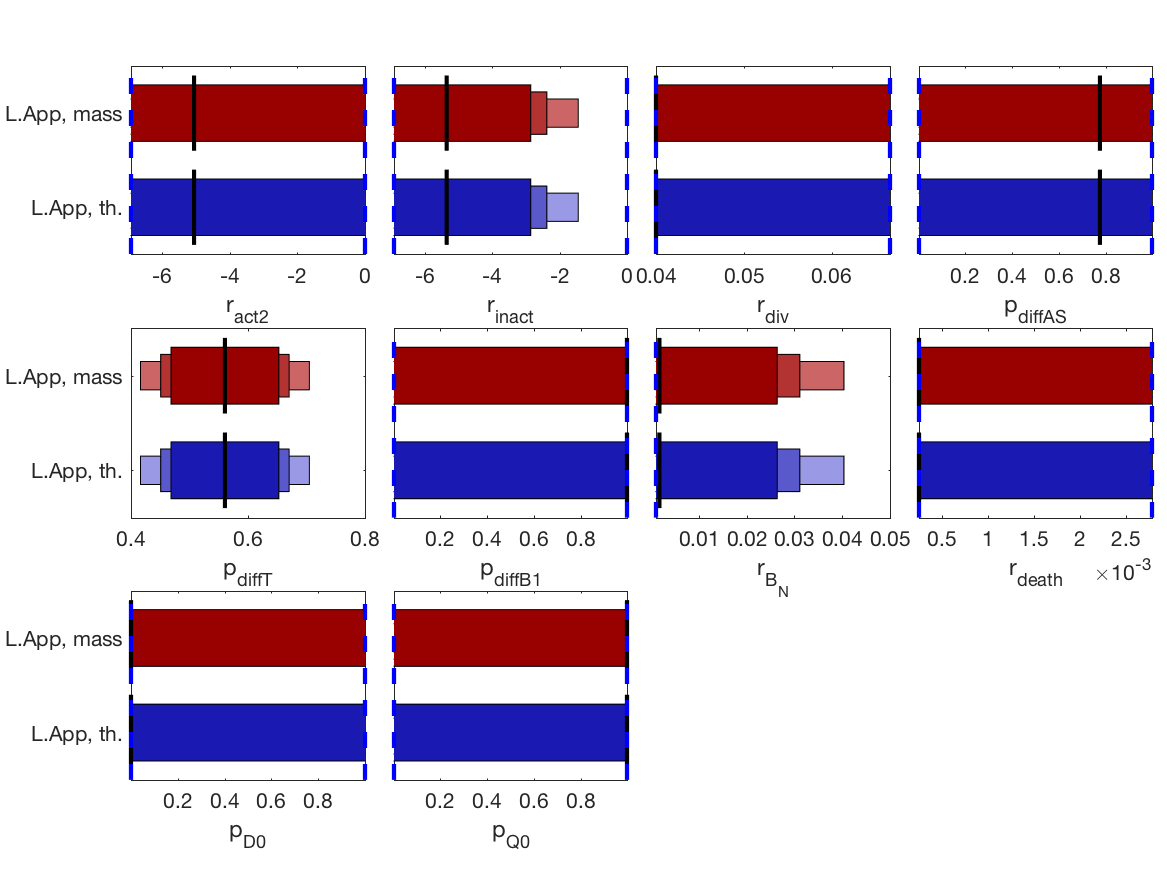 L.App, mass
L.App, th.
-6 -4 -2 0
r_act2
-6 -4 -2 0
r_inact
0.04 0.05 0.06
r_div
0.2 0.4 0.6 0.8
p_diffAS
L.App, mass
L.App, th.
0.4 0.6 0.8
p_diffT
0.2 0.4 0.6 0.8
p_diffB1
0.01 0.02 0.03 0.04 0.05
r_B_N
0.5 1 1.5 2 2.5
×10^-3
r_death
L.App, mass
L.App, th.
0.2 0.4 0.6 0.8
p_D0
0.2 0.4 0.6 0.8
p_Q0